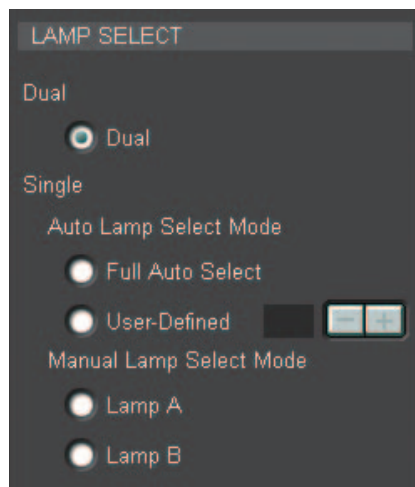 LAMP SELECT
Dual
Dual
Single
Auto Lamp Select Mode
Full Auto Select
User-Defined − +
Manual Lamp Select Mode
Lamp A
Lamp B